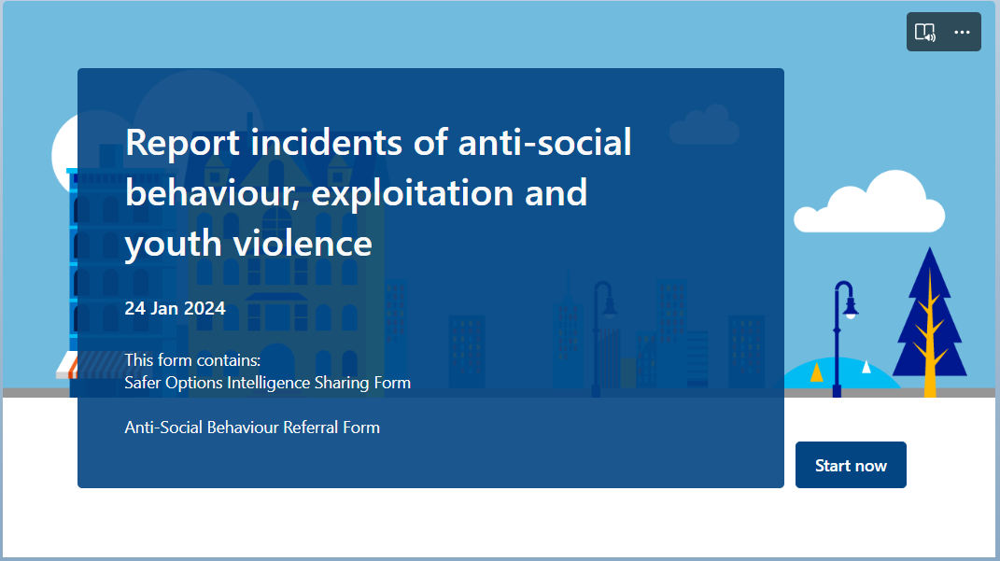 Report incidents of anti-social
behaviour, exploitation and
youth violence
24 Jan 2024
This form contains:
Safer Options Intelligence Sharing Form
Anti-Social Behaviour Referral Form
Start now